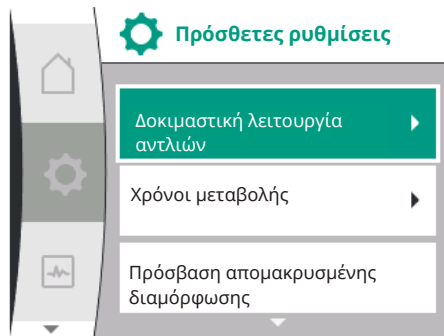 Πρόσθετες ρυθμίσεις
Δοκιμαστική λειτουργία
αντλιών
Χρόνοι μεταβολής
Πρόσβαση απομακρυσμένης
διαμόρφωσης